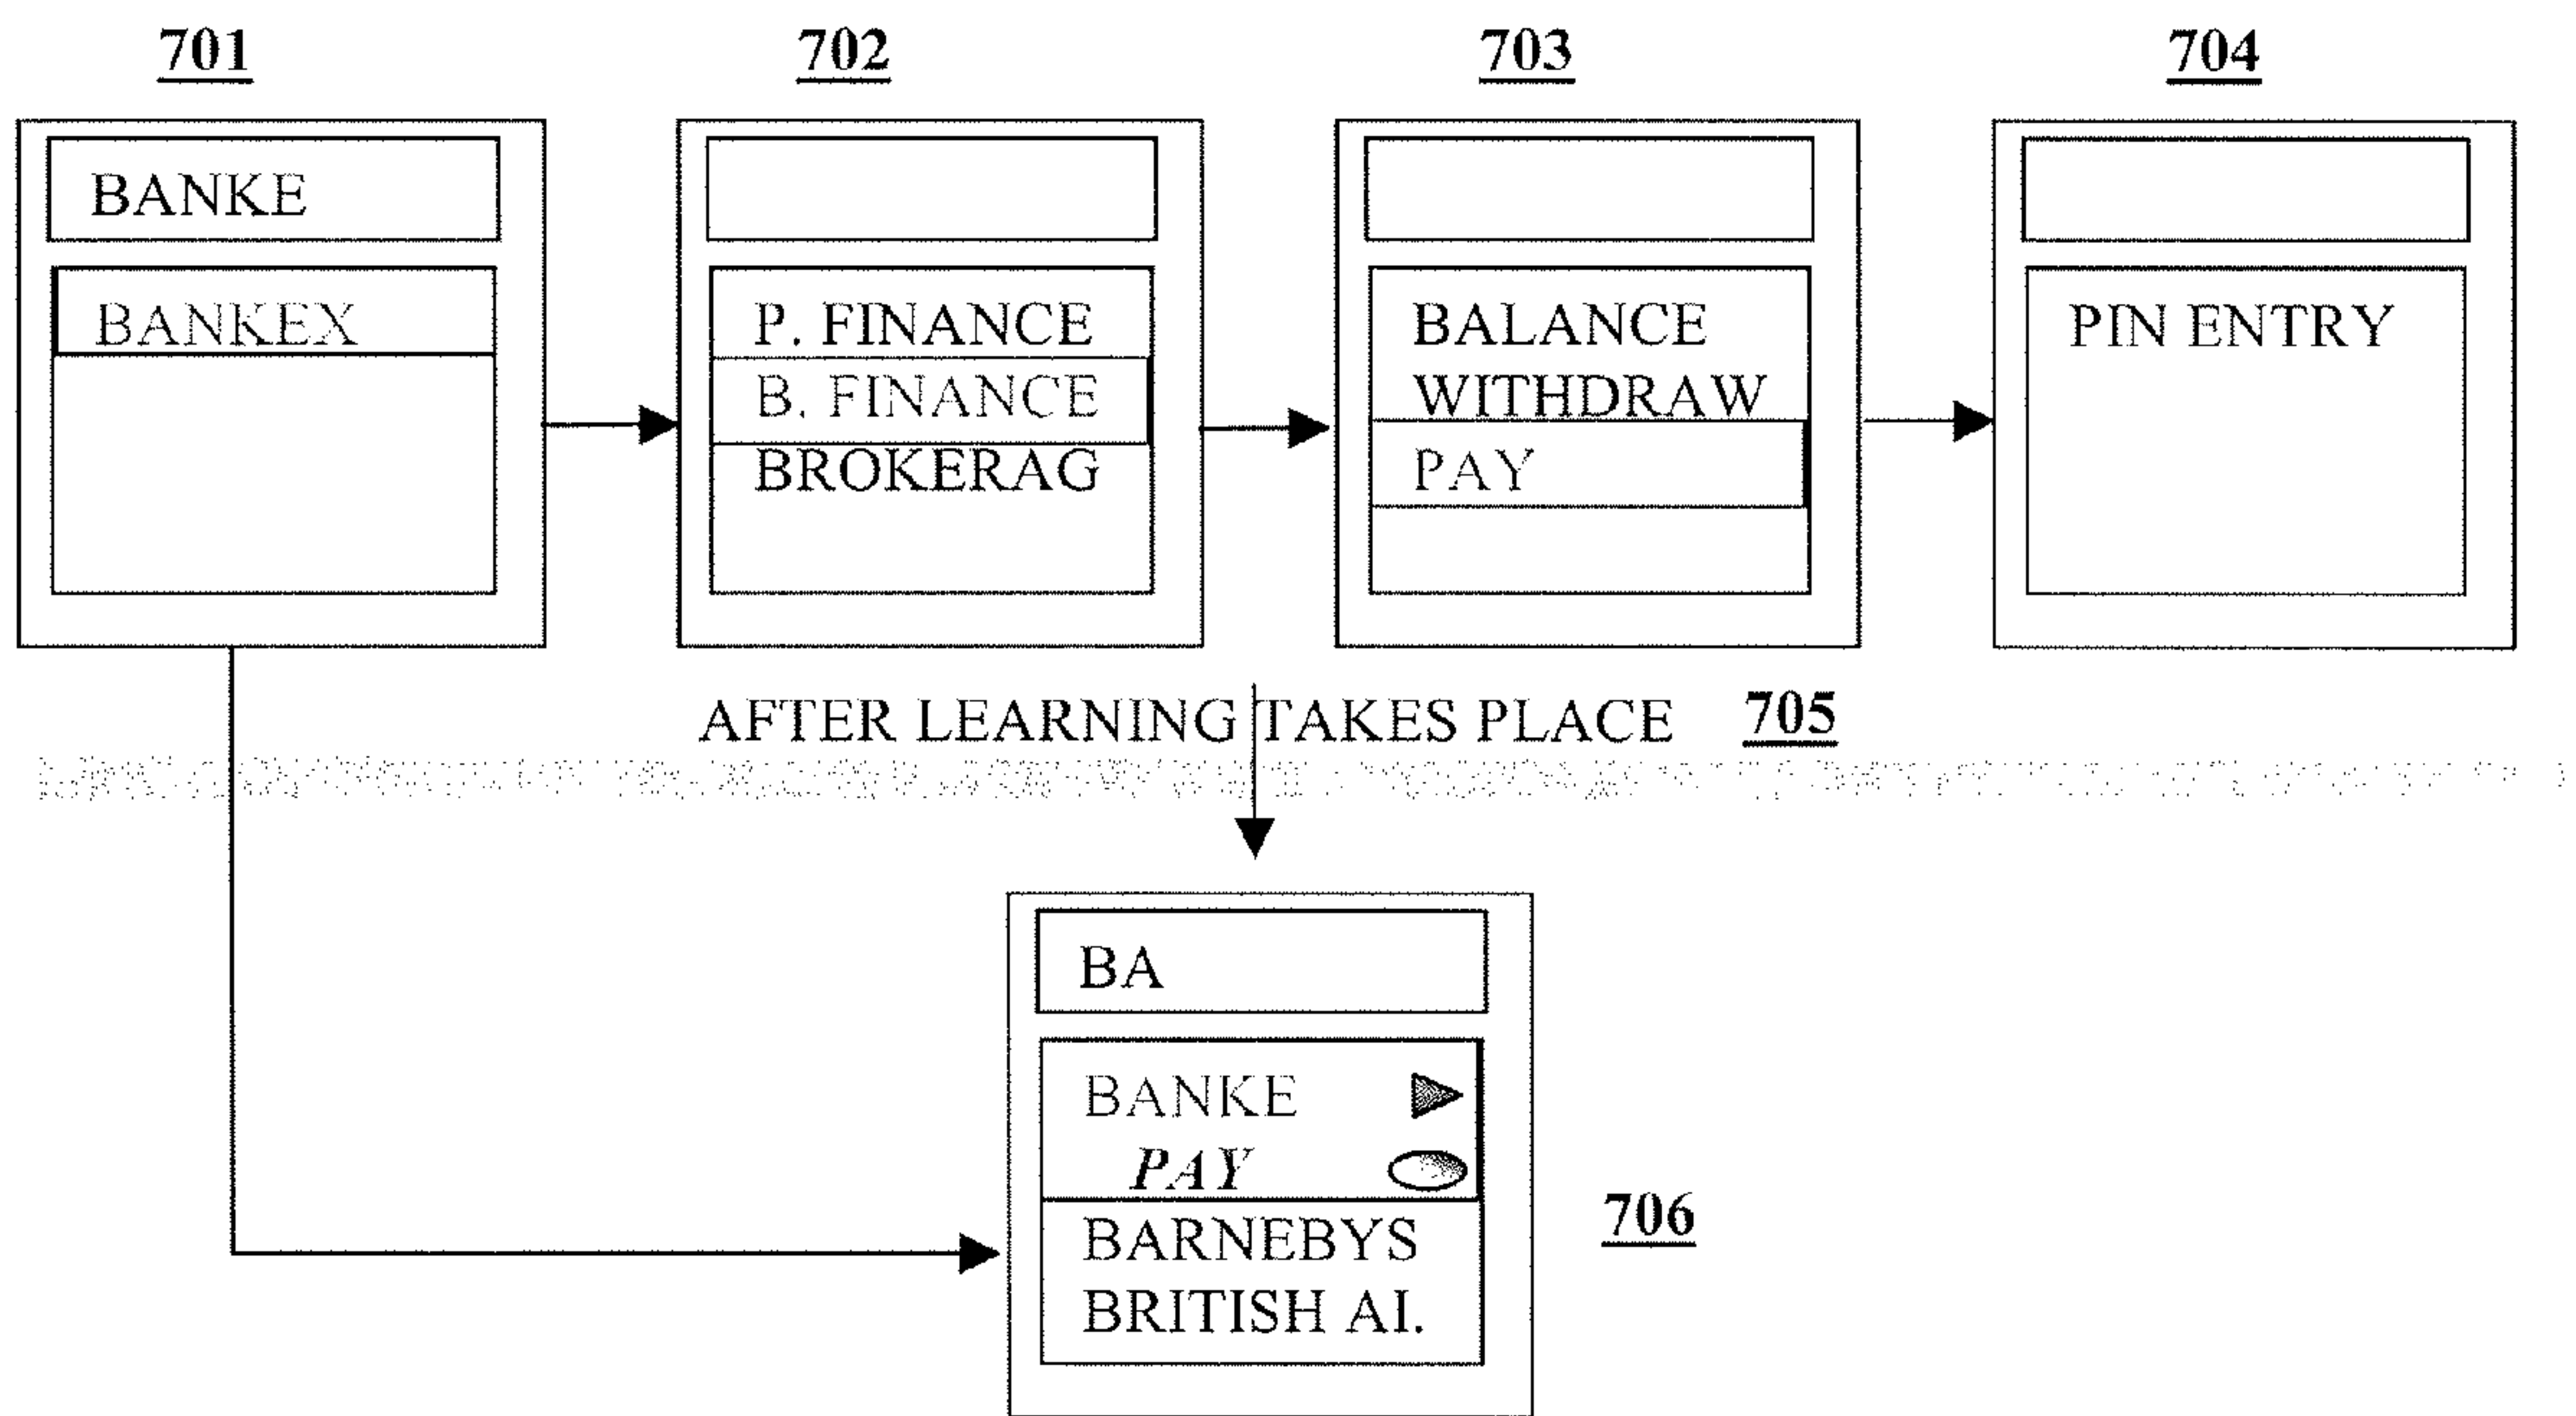 701
702
703
704
BANKE
BANKEX
P. FINANCE
B. FINANCE
BROKERAG
BALANCE
WITHDRAW
PAY
PIN ENTRY
AFTER LEARNING TAKES PLACE 705
BA
BANKE
PAY
BARNEBYS
BRITISH AI.
706